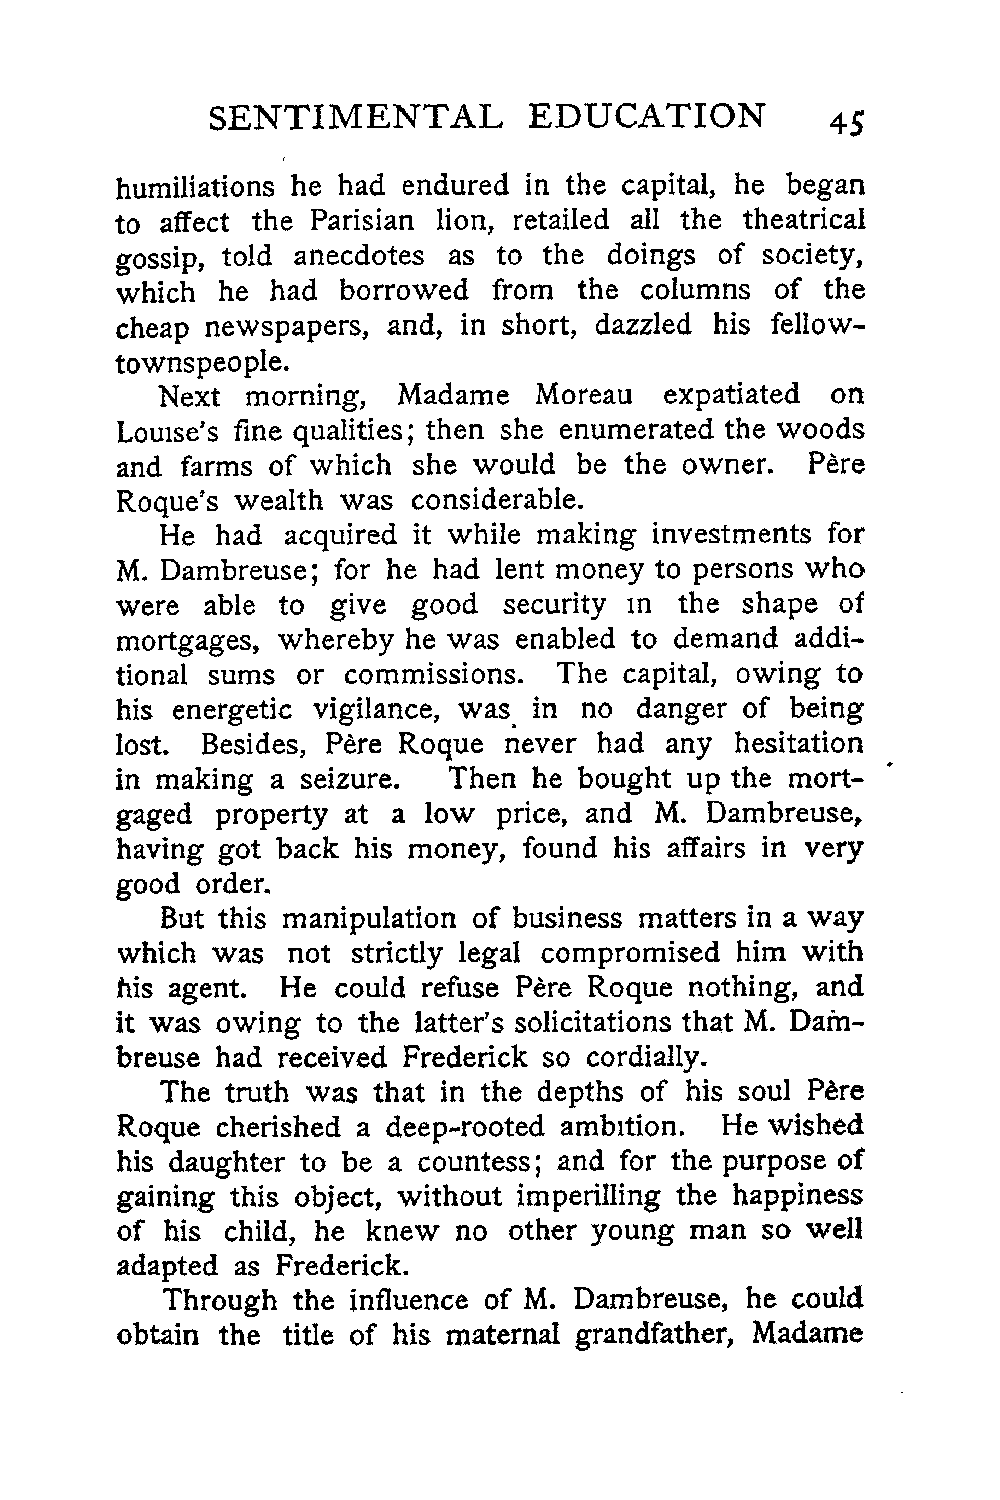 SENTIMENTAL EDUCATION 45
humiliations he had endured in the capital, he began
to affect the Parisian lion, retailed all the theatrical
gossip, told anecdotes as to the doings of society,
which he had borrowed from the columns of the
cheap newspapers, and, in short, dazzled his fellow-
townspeople.
Next morning, Madame Moreau expatiated on
Louise's fine qualities; then she enumerated the woods
and farms of which she would be the owner. Père
Roque's wealth was considerable.
He had acquired it while making investments for
M. Dambreuse; for he had lent money to persons who
were able to give good security in the shape of
mortgages, whereby he was enabled to demand addi-
tional sums or commissions. The capital, owing to
his energetic vigilance, was in no danger of being
lost. Besides, Père Roque never had any hesitation
in making a seizure. Then he bought up the mort-
gaged property at a low price, and M. Dambreuse,
having got back his money, found his affairs in very
good order.
But this manipulation of business matters in a way
which was not strictly legal compromised him with
his agent. He could refuse Père Roque nothing, and
it was owing to the latter's solicitations that M. Dam-
breuse had received Frederick so cordially.
The truth was that in the depths of his soul Père
Roque cherished a deep-rooted ambition. He wished
his daughter to be a countess; and for the purpose of
gaining this object, without imperilling the happiness
of his child, he knew no other young man so well
adapted as Frederick.
Through the influence of M. Dambreuse, he could
obtain the title of his maternal grandfather, Madame